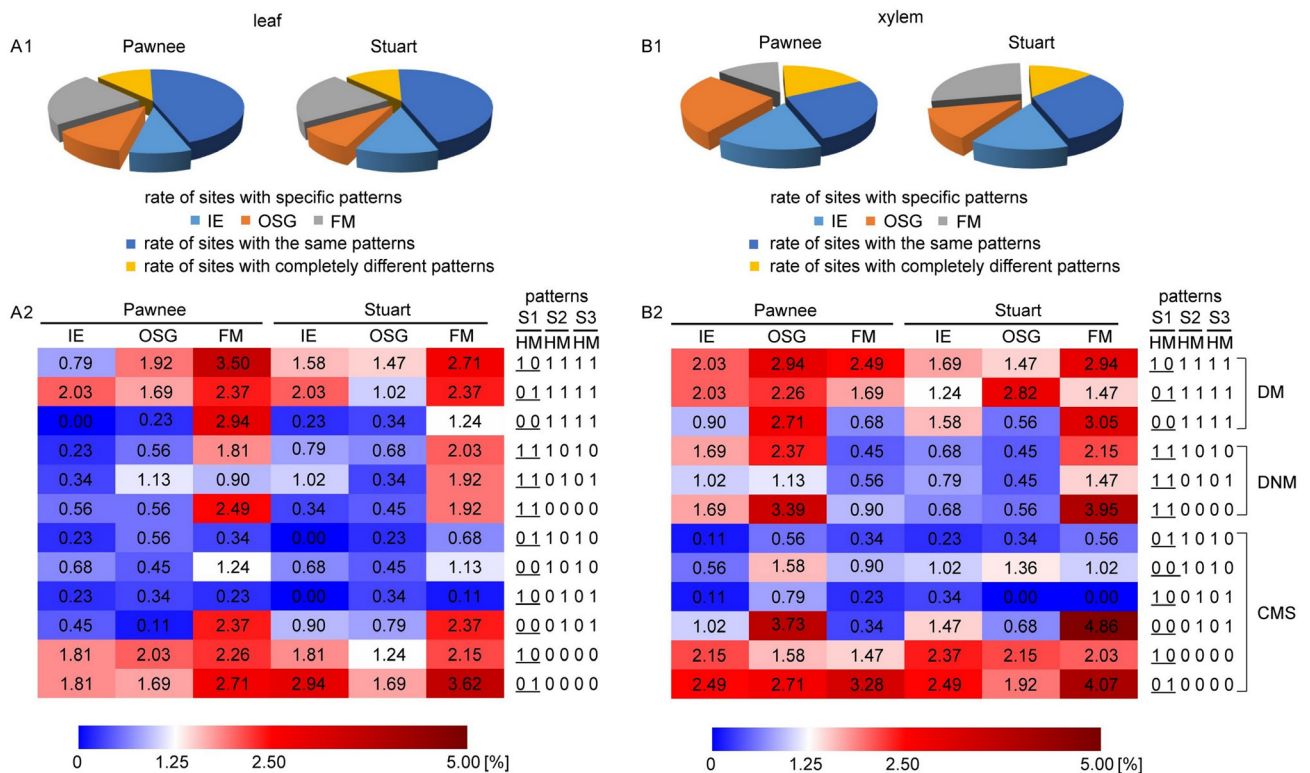 leaf
xylem
A1
Pawnee
Stuart
B1
Pawnee
Stuart
rate of sites with specific patterns
IE OSG FM
rate of sites with the same patterns
rate of sites with completely different patterns
rate of sites with specific patterns
IE OSG FM
rate of sites with the same patterns
rate of sites with completely different patterns
A2
Pawnee Stuart patterns
S1 S2 S3
IE OSG FM IE OSG FM HM HM HM
0.79 1.92 3.50 1.58 1.47 2.71 1 0 1 1 1 1
2.03 1.69 2.37 2.03 1.02 2.37 0 1 1 1 1 1
0.00 0.23 2.94 0.23 0.34 1.24 0 0 1 1 1 1
0.23 0.56 1.81 0.79 0.68 2.03 1 1 1 0 1 0
0.34 1.13 0.90 1.02 0.34 1.92 1 1 0 1 0 1
0.56 0.56 2.49 0.34 0.45 1.92 1 1 0 0 0 0
0.23 0.56 0.34 0.00 0.23 0.68 0 1 1 0 1 0
0.68 0.45 1.24 0.68 0.45 1.13 0 0 1 0 1 0
0.23 0.34 0.23 0.00 0.34 0.11 1 0 0 1 0 1
0.45 0.11 2.37 0.90 0.79 2.37 0 0 0 1 0 1
1.81 2.03 2.26 1.81 1.24 2.15 1 0 0 0 0 0
1.81 1.69 2.71 2.94 1.69 3.62 0 1 0 0 0 0
0 1.25 2.50 5.00 [%]
B2
Pawnee Stuart patterns
S1 S2 S3
IE OSG FM IE OSG FM HM HM HM
2.03 2.94 2.49 1.69 1.47 2.94 1 0 1 1 1 1
2.03 2.26 1.69 1.24 2.82 1.47 0 1 1 1 1 1
DM
0.90 2.71 0.68 1.58 0.56 3.05 0 0 1 1 1 1
1.69 2.37 0.45 0.68 0.45 2.15 1 1 1 0 1 0
1.02 1.13 0.56 0.79 0.45 1.47 1 1 0 1 0 1
DNM
1.69 3.39 0.90 0.68 0.56 3.95 1 1 0 0 0 0
0.11 0.56 0.34 0.23 0.34 0.56 0 1 1 0 1 0
0.56 1.58 0.90 1.02 1.36 1.02 0 0 1 0 1 0
0.11 0.79 0.23 0.34 0.00 0.00 1 0 0 1 0 1
CMS
1.02 3.73 0.34 1.47 0.68 4.86 0 0 0 1 0 1
2.15 1.58 1.47 2.37 2.15 2.03 1 0 0 0 0 0
2.49 2.71 3.28 2.49 1.92 4.07 0 1 0 0 0 0
0 1.25 2.50 5.00 [%]